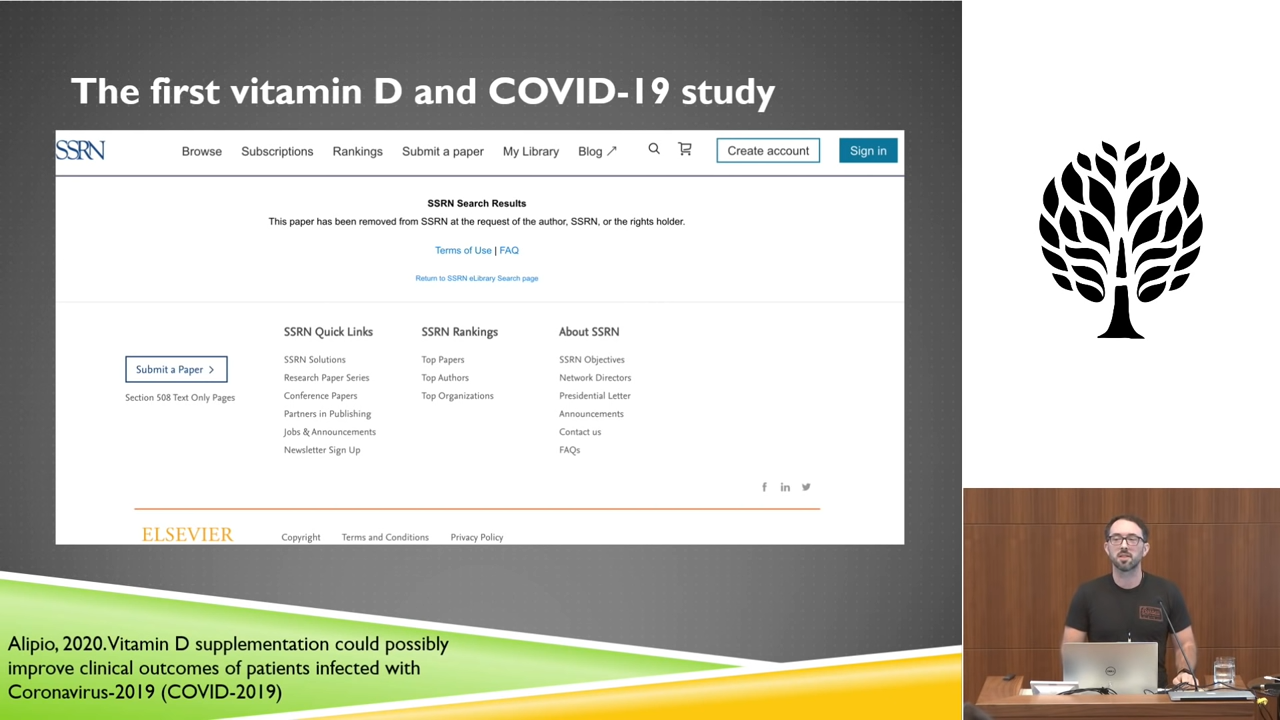 The first vitamin D and COVID-19 study
SSRN
Browse Subscriptions Rankings Submit a paper My Library Blog ↗ Create account Sign in
SSRN Search Results
This paper has been removed from SSRN at the request of the author, SSRN, or the rights holder.
Terms of Use | FAQ
Return to SSRN eLibrary Search page
Submit a Paper >
Section 508 Text Only Pages
SSRN Quick Links
SSRN Solutions
Research Paper Series
Conference Papers
Partners in Publishing
Jobs & Announcements
Newsletter Sign Up
SSRN Rankings
Top Papers
Top Authors
Top Organizations
About SSRN
SSRN Objectives
Network Directors
Presidential Letter
Announcements
Contact us
FAQs
f in
ELSEVIER Copyright Terms and Conditions Privacy Policy
Alipio, 2020. Vitamin D supplementation could possibly
improve clinical outcomes of patients infected with
Coronavirus-2019 (COVID-2019)
DELL